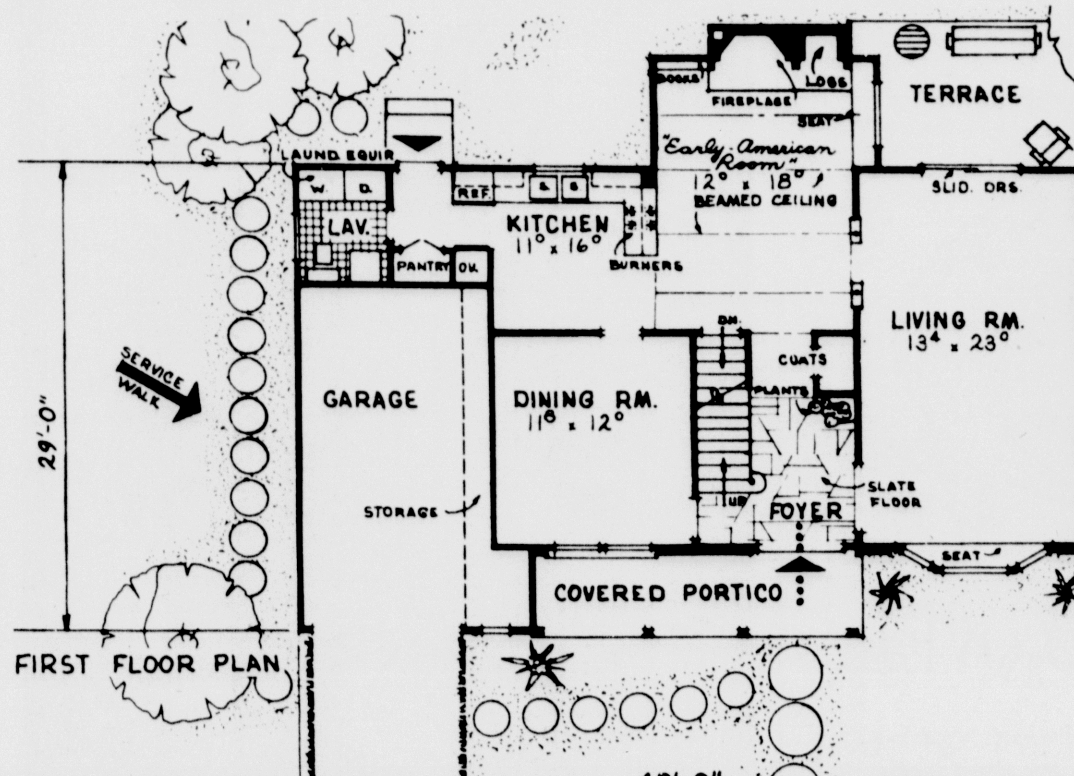 BOOKS
LOGS
FIREPLACE
SEAT
TERRACE
"Early-American
Room"
12⁰ x 18⁰
BEAMED CEILING
SLID. DRS.
LAUND. EQUIP.
W. D.
LAV.
REF.
S. S.
KITCHEN
11⁰ x 16⁰
BURNERS
PANTRY
OV.
DN.
COATS
PLANTS
LIVING RM.
13⁴ x 23⁰
SERVICE
WALK
29'-0"
GARAGE
DINING RM.
11⁸ x 12⁰
STORAGE
UP
FOYER
SLATE
FLOOR
SEAT
COVERED PORTICO
FIRST FLOOR PLAN